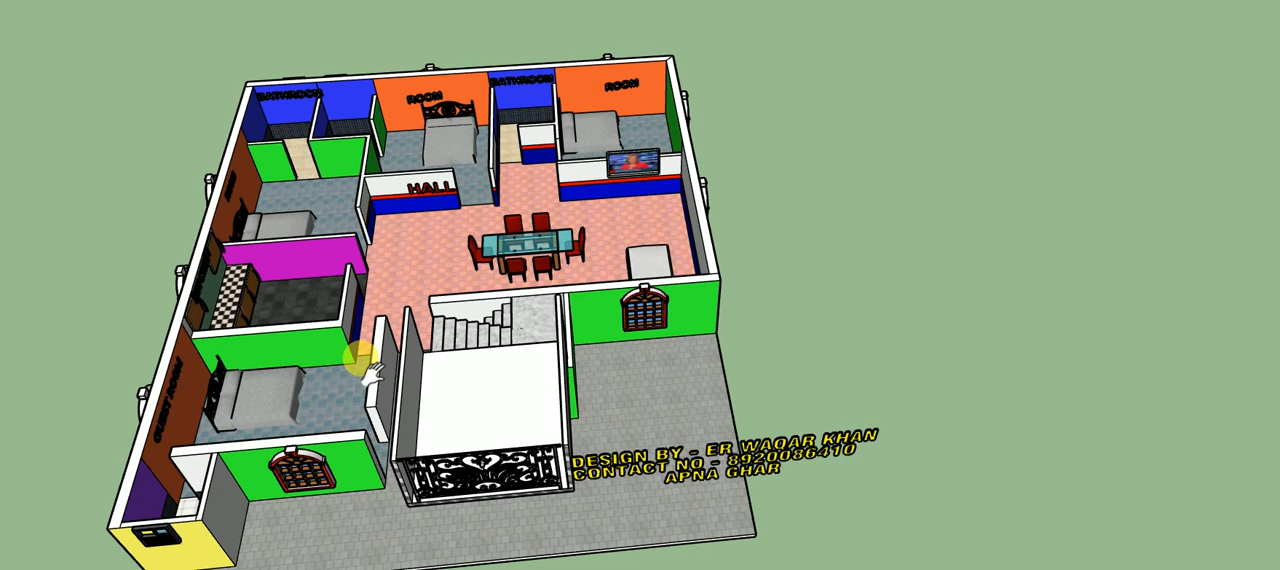 BATHROOM
ROOM
BATHROOM
ROOM
HALL
GUEST ROOM
DESIGN BY - ER WAQAR KHAN
CONTACT NO - 8920086410
APNA GHAR